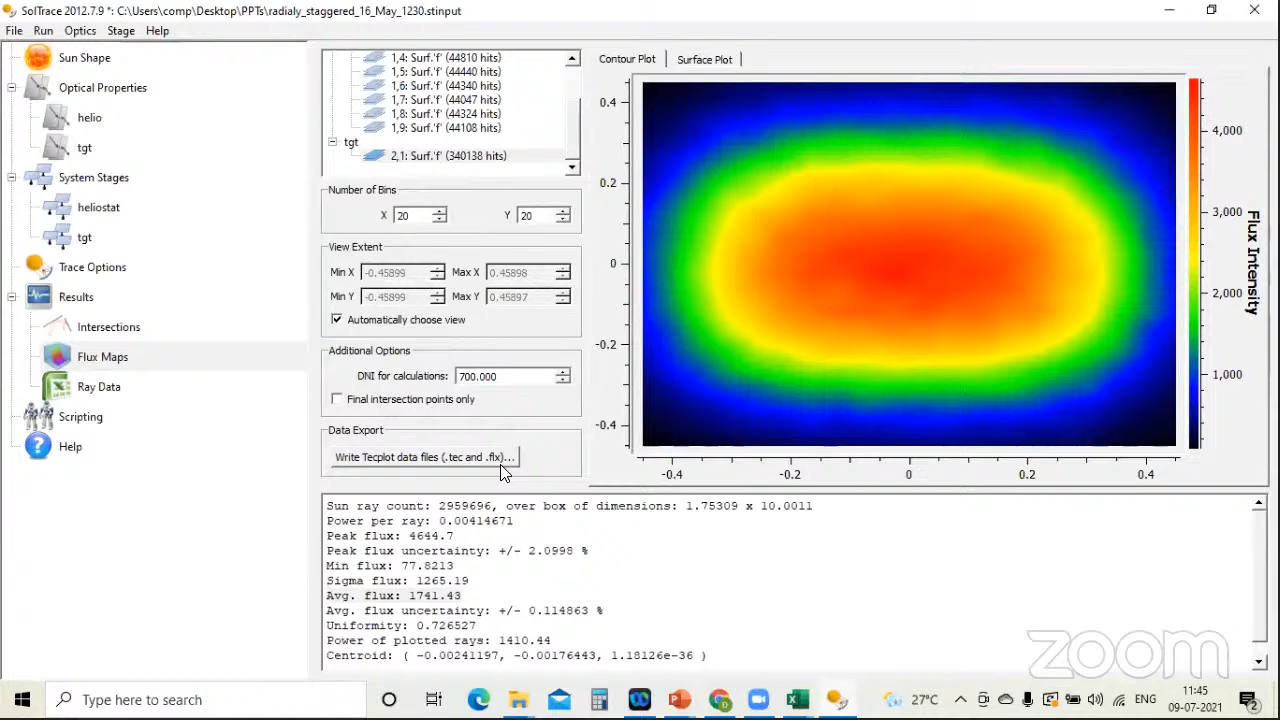 SolTrace 2012.7.9 *: C:\Users\comp\Desktop\PPTs\radialy_staggered_16_May_1230.stinput
File Run Optics Stage Help
Sun Shape
Optical Properties
helio
tgt
System Stages
heliostat
tgt
Trace Options
Results
Intersections
Flux Maps
Ray Data
Scripting
Help
1,4: Surf.'f' (44810 hits)
1,5: Surf.'f' (44440 hits)
1,6: Surf.'f' (44340 hits)
1,7: Surf.'f' (44047 hits)
1,8: Surf.'f' (44324 hits)
1,9: Surf.'f' (44108 hits)
tgt
2,1: Surf.'f' (340138 hits)
Number of Bins
X 20 Y 20
View Extent
Min X -0.45899 Max X 0.45898
Min Y -0.45899 Max Y 0.45897
Automatically choose view
Additional Options
DNI for calculations: 700.000
Final intersection points only
Data Export
Write Tecplot data files (.tec and .flx)...
Contour Plot Surface Plot
0.4
0.2
0
-0.2
-0.4
-0.4 -0.2 0 0.2 0.4
4,000
3,000
2,000
1,000
Flux Intensity
Sun ray count: 2959696, over box of dimensions: 1.75309 x 10.0011
Power per ray: 0.00414671
Peak flux: 4644.7
Peak flux uncertainty: +/- 2.0998 %
Min flux: 77.8213
Sigma flux: 1265.19
Avg. flux: 1741.43
Avg. flux uncertainty: +/- 0.114863 %
Uniformity: 0.726527
Power of plotted rays: 1410.44
Centroid: ( -0.00241197, -0.00176443, 1.18126e-36 )
zoom
Type here to search
27°C
ENG
11:45
09-07-2021
2